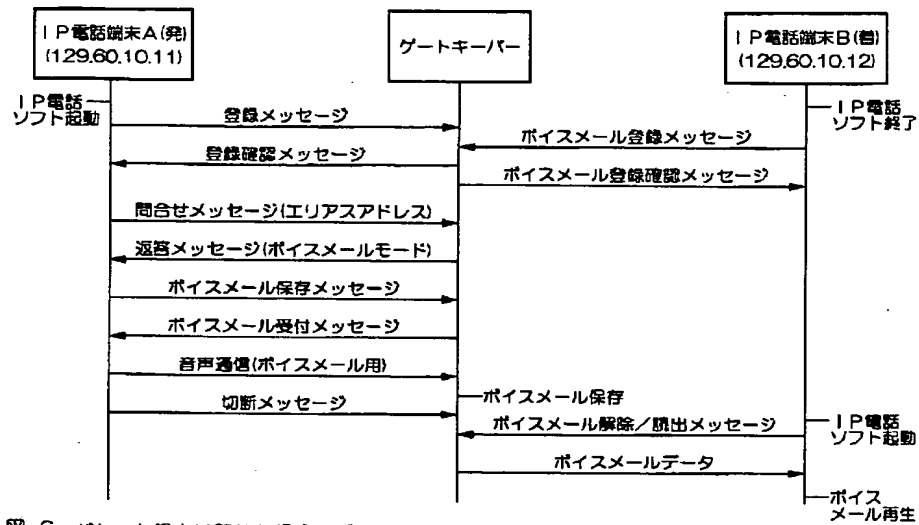 IP電話端末A(発)
(129.60.10.11)
ゲートキーパー
IP電話端末B(着)
(129.60.10.12)
IP電話
ソフト起動
IP電話
ソフト終了
登録メッセージ
ボイスメール登録メッセージ
登録確認メッセージ
ボイスメール登録確認メッセージ
問合せメッセージ(エリアスアドレス)
返答メッセージ(ボイスメールモード)
ボイスメール保存メッセージ
ボイスメール受付メッセージ
音声通信(ボイスメール用)
ボイスメール保存
切断メッセージ
ボイスメール解除/読出メッセージ
IP電話
ソフト起動
ボイスメールデータ
ボイス
メール再生